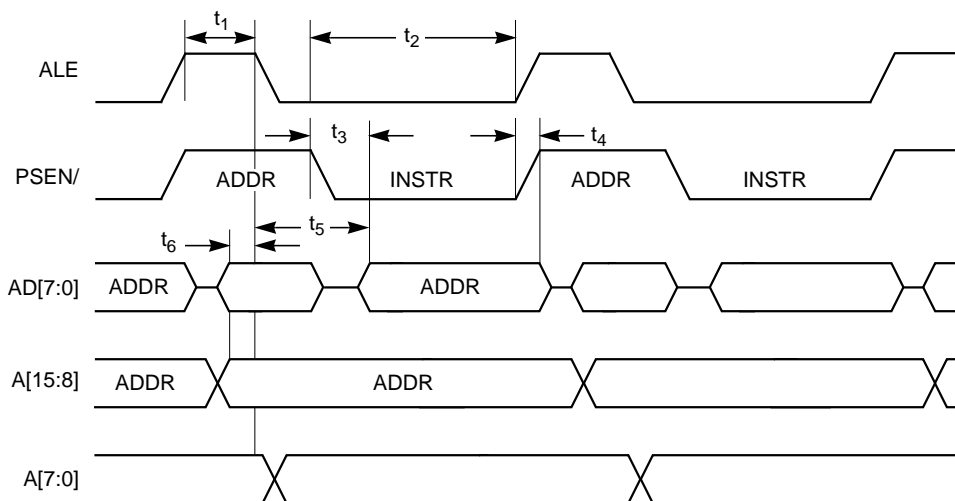 t1
t2
ALE
t3
t4
PSEN/
ADDR INSTR ADDR INSTR
t5
t6
AD[7:0] ADDR ADDR
A[15:8] ADDR ADDR
A[7:0]